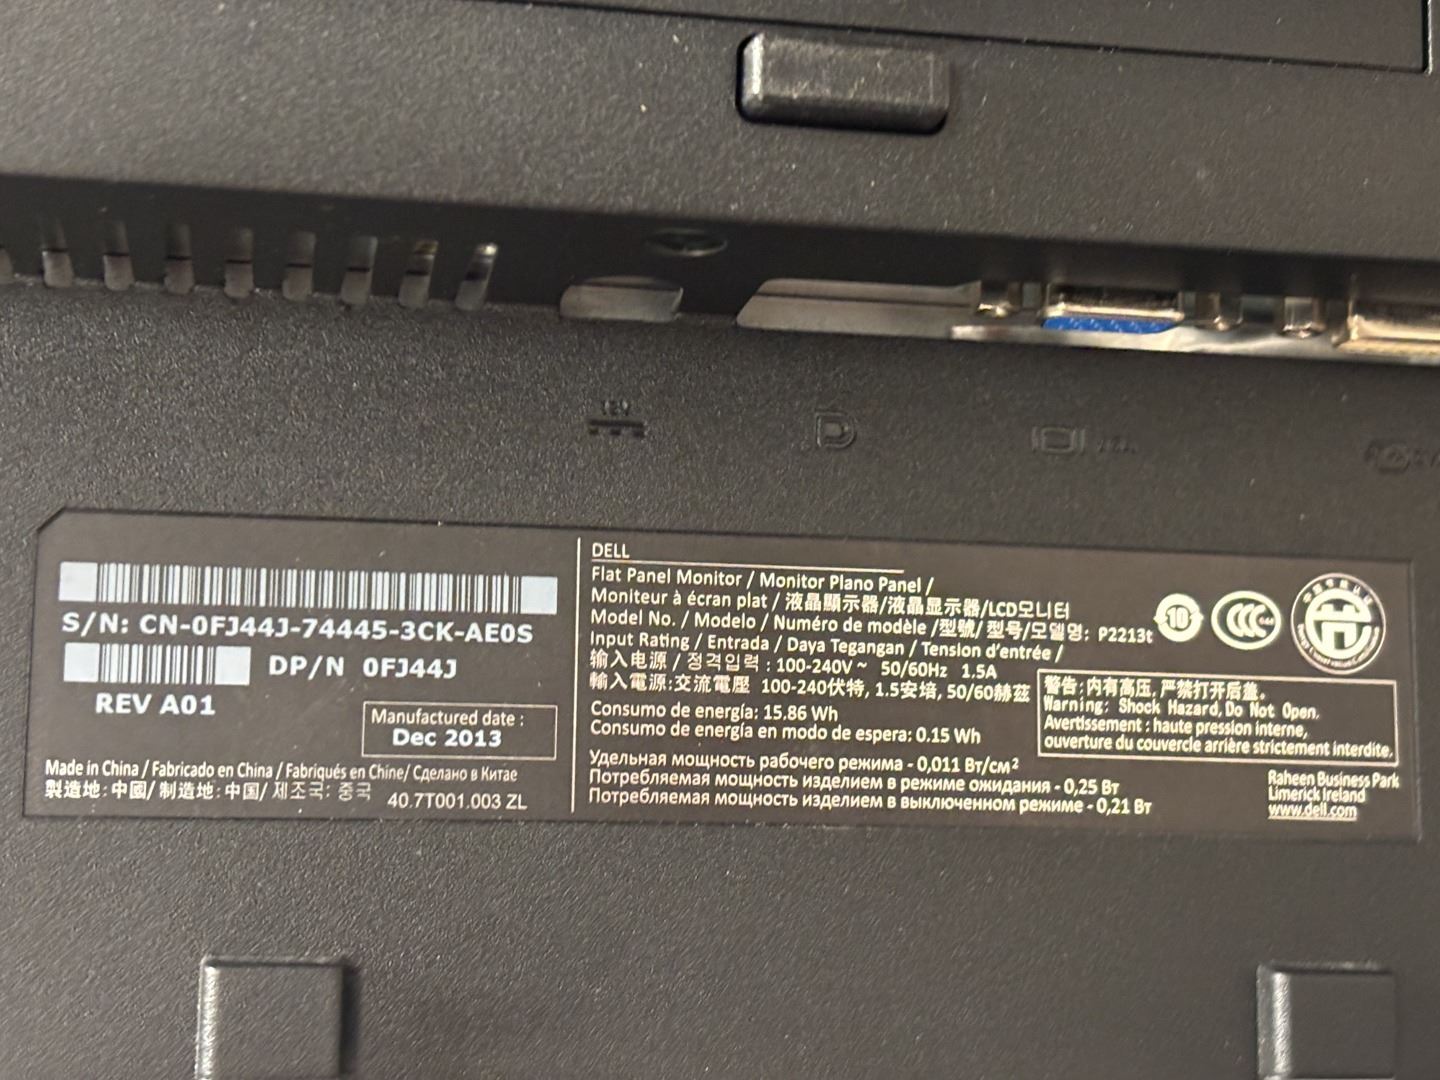 12V
S/N: CN-0FJ44J-74445-3CK-AE0S
DP/N 0FJ44J
REV A01
Manufactured date :
Dec 2013
Made in China / Fabricado en China / Fabriqués en Chine/ Сделано в Китае
製造地: 中國/ 制造地: 中国/ 제조국: 중국
40.7T001.003 ZL
DELL
Flat Panel Monitor / Monitor Plano Panel /
Moniteur à écran plat / 液晶顯示器/液晶显示器/LCD모니터
Model No. / Modelo / Numéro de modèle /型號/ 型号/모델명: P2213t
Input Rating / Entrada / Daya Tegangan / Tension d'entrée /
输入电源 / 정격입력 : 100-240V ~ 50/60Hz 1.5A
輸入電源:交流電壓 100-240伏特, 1.5安培, 50/60赫茲
Consumo de energía: 15.86 Wh
Consumo de energía en modo de espera: 0.15 Wh
Удельная мощность рабочего режима - 0,011 Вт/см²
Потребляемая мощность изделием в режиме ожидания - 0,25 Вт
Потребляемая мощность изделием в выключенном режиме - 0,21 Вт
10
警告: 内有高压, 严禁打开后盖。
Warning: Shock Hazard, Do Not Open.
Avertissement : haute pression interne,
ouverture du couvercle arrière strictement interdite.
Raheen Business Park
Limerick Ireland
www.dell.com